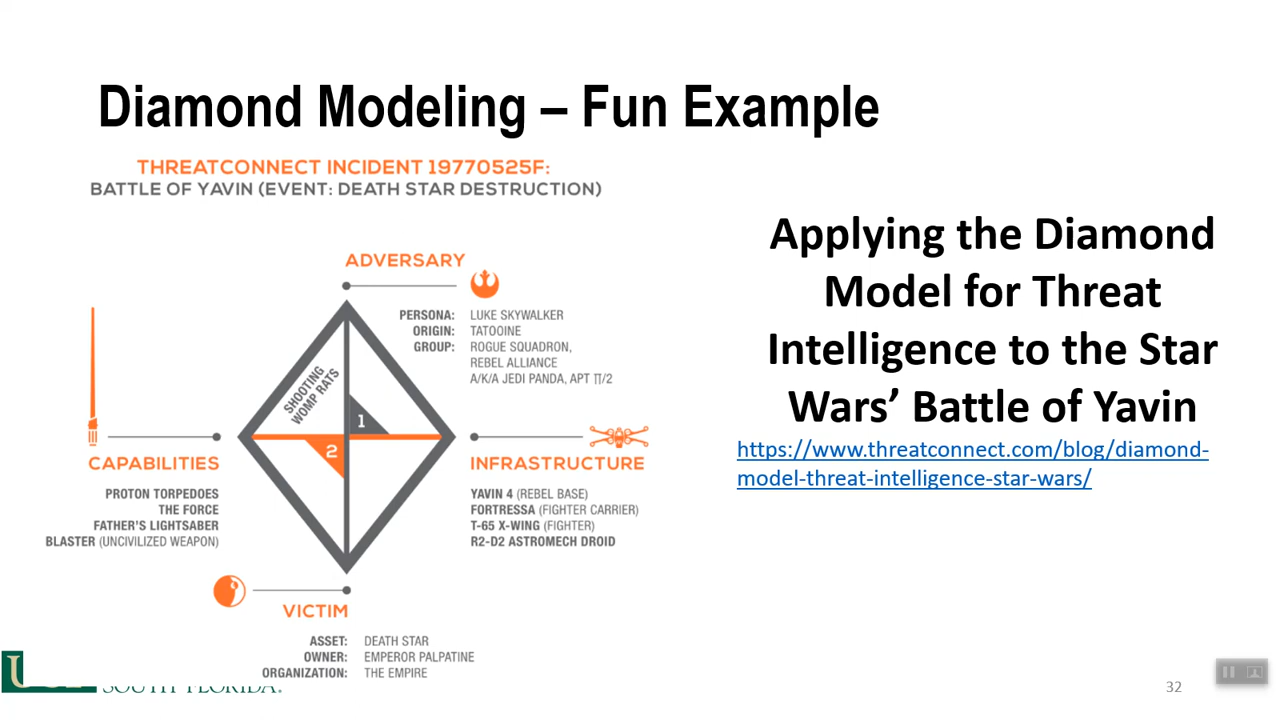 Diamond Modeling – Fun Example
THREATCONNECT INCIDENT 19770525F:
BATTLE OF YAVIN (EVENT: DEATH STAR DESTRUCTION)
ADVERSARY
PERSONA: LUKE SKYWALKER
ORIGIN: TATOOINE
GROUP: ROGUE SQUADRON,
REBEL ALLIANCE
A/K/A JEDI PANDA, APT ∏/2
SHOOTING
WOMP RATS
1
2
CAPABILITIES
PROTON TORPEDOES
THE FORCE
FATHER'S LIGHTSABER
BLASTER (UNCIVILIZED WEAPON)
INFRASTRUCTURE
YAVIN 4 (REBEL BASE)
FORTRESSA (FIGHTER CARRIER)
T-65 X-WING (FIGHTER)
R2-D2 ASTROMECH DROID
VICTIM
ASSET: DEATH STAR
OWNER: EMPEROR PALPATINE
ORGANIZATION: THE EMPIRE
Applying the Diamond
Model for Threat
Intelligence to the Star
Wars’ Battle of Yavin
https://www.threatconnect.com/blog/diamond-
model-threat-intelligence-star-wars/
SOUTH FLORIDA
32